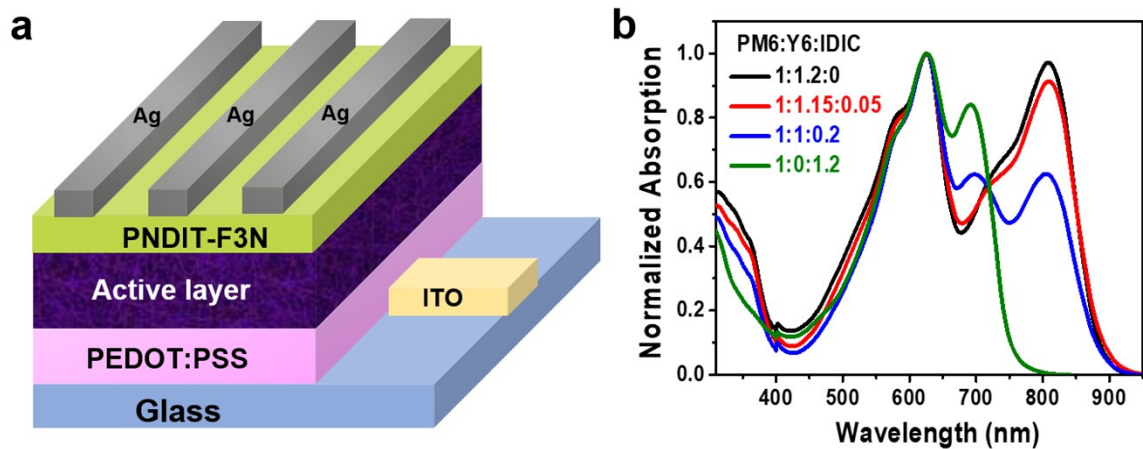 a
Ag
Ag
Ag
PNDIT-F3N
Active layer
ITO
PEDOT:PSS
Glass
b
PM6:Y6:IDIC
1:1.2:0
1:1.15:0.05
1:1:0.2
1:0:1.2
Normalized Absorption
1.0
0.8
0.6
0.4
0.2
0.0
400 500 600 700 800 900
Wavelength (nm)